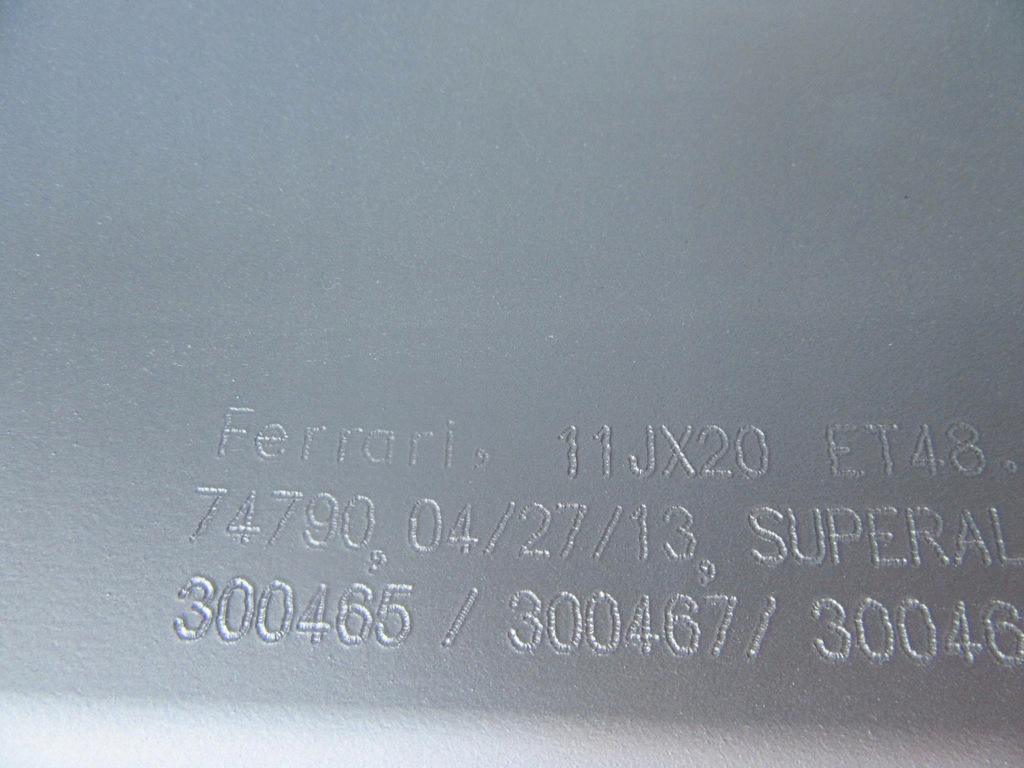 Ferrari, 11JX20 ET48.
74790, 04/27/13, SUPERAL
300465 / 300467/ 30046